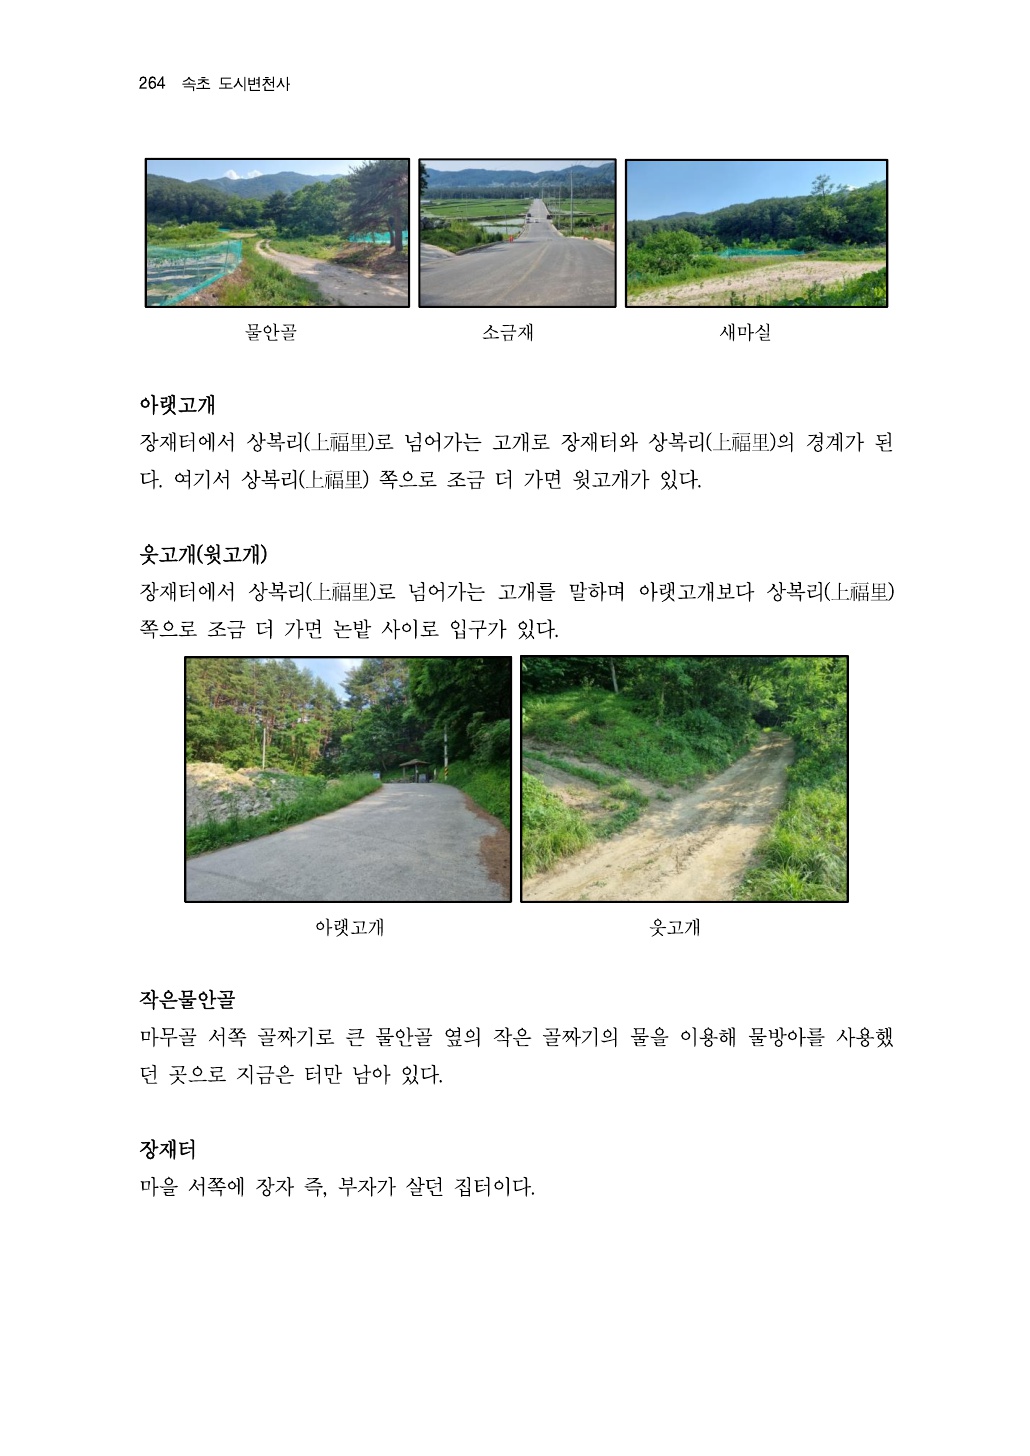 264 속초 도시변천사
물안골 소금재 새마실
아랫고개
장재터에서 상복리(上福里)로 넘어가는 고개로 장재터와 상복리(上福里)의 경계가 된
다. 여기서 상복리(上福里) 쪽으로 조금 더 가면 윗고개가 있다.
웃고개(윗고개)
장재터에서 상복리(上福里)로 넘어가는 고개를 말하며 아랫고개보다 상복리(上福里)
쪽으로 조금 더 가면 논밭 사이로 입구가 있다.
아랫고개 웃고개
작은물안골
마무골 서쪽 골짜기로 큰 물안골 옆의 작은 골짜기의 물을 이용해 물방아를 사용했
던 곳으로 지금은 터만 남아 있다.
장재터
마을 서쪽에 장자 즉, 부자가 살던 집터이다.